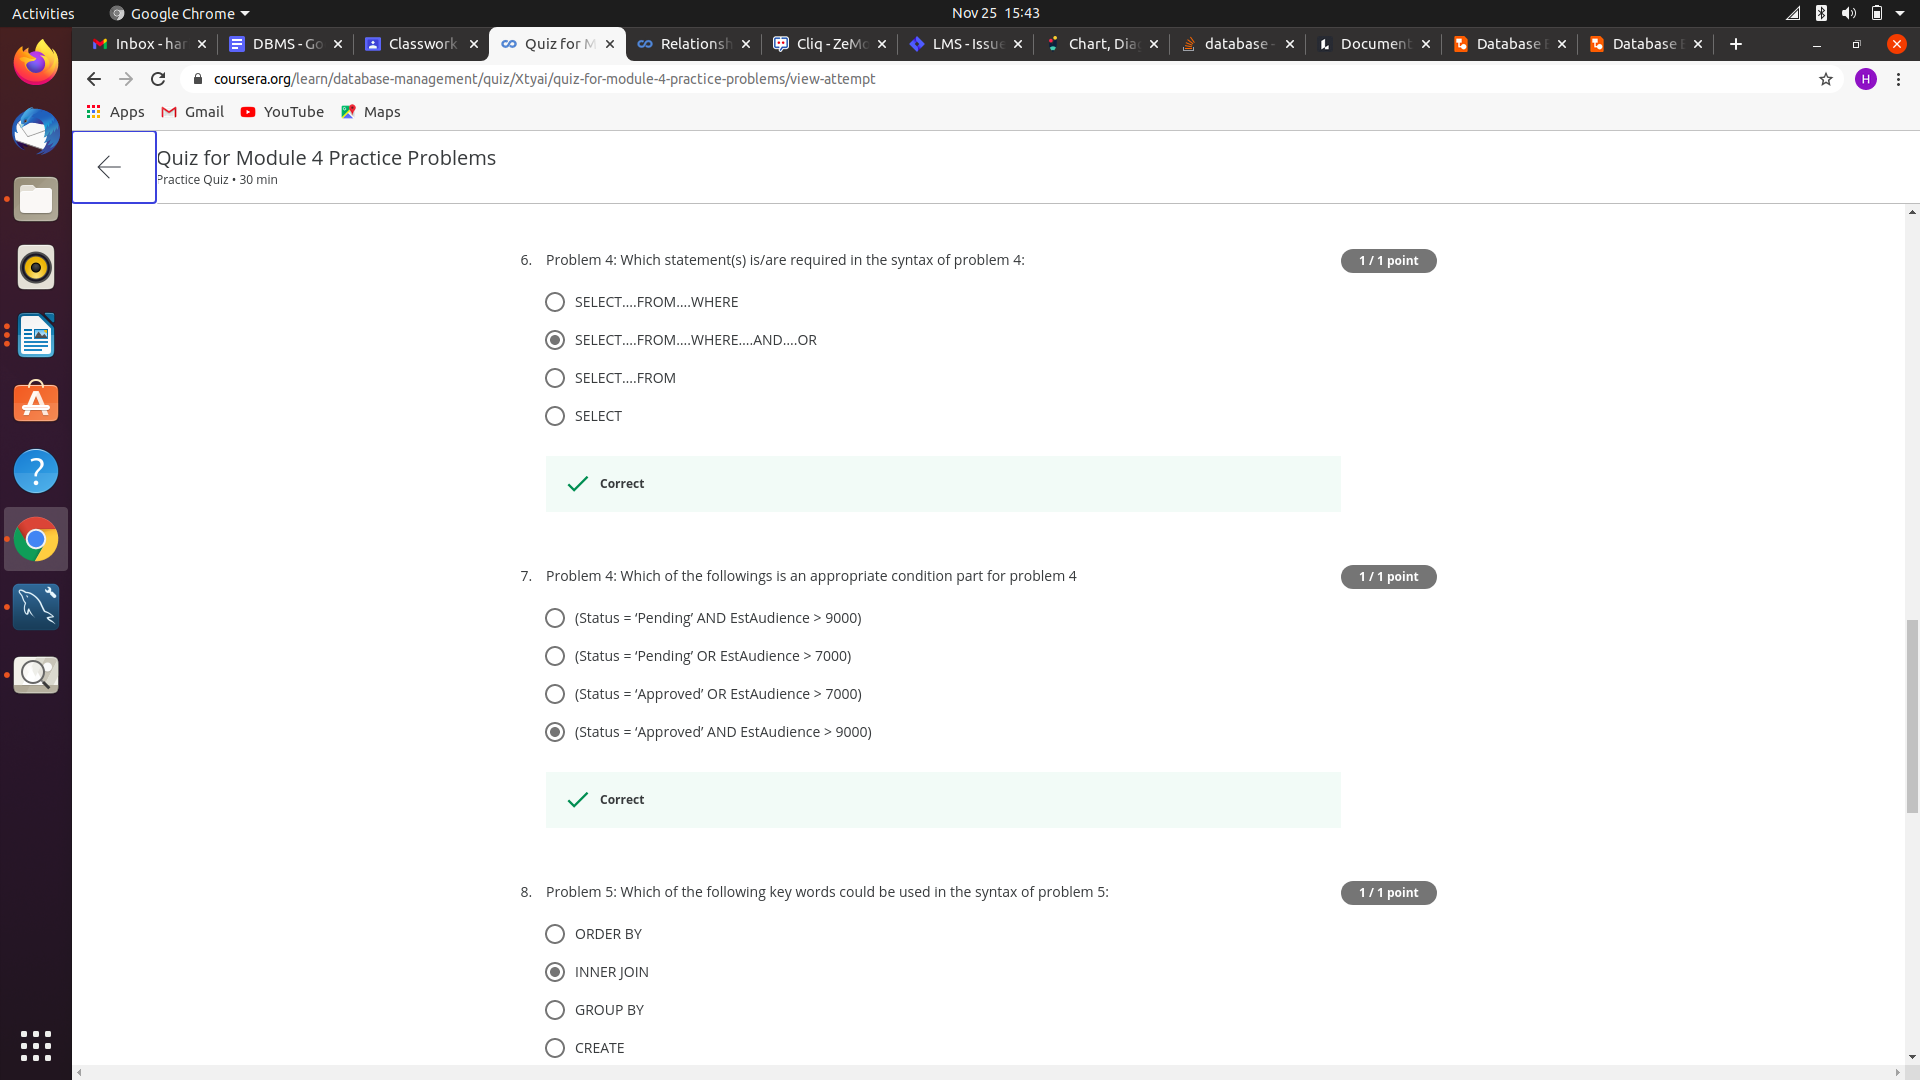 Activities
Google Chrome
Nov 25 15:43
Inbox - har
DBMS - Go
Classwork
Quiz for M
Relationsh
Cliq - ZeMo
LMS - Issue
Chart, Dia
database -
Document
Database E
Database E
coursera.org/learn/database-management/quiz/Xtyai/quiz-for-module-4-practice-problems/view-attempt
H
Apps
Gmail
YouTube
Maps
Quiz for Module 4 Practice Problems
Practice Quiz • 30 min
6. Problem 4: Which statement(s) is/are required in the syntax of problem 4:
1 / 1 point
SELECT....FROM....WHERE
SELECT....FROM....WHERE....AND....OR
SELECT....FROM
SELECT
Correct
7. Problem 4: Which of the followings is an appropriate condition part for problem 4
1 / 1 point
(Status = ‘Pending’ AND EstAudience > 9000)
(Status = ‘Pending’ OR EstAudience > 7000)
(Status = ‘Approved’ OR EstAudience > 7000)
(Status = ‘Approved’ AND EstAudience > 9000)
Correct
8. Problem 5: Which of the following key words could be used in the syntax of problem 5:
1 / 1 point
ORDER BY
INNER JOIN
GROUP BY
CREATE